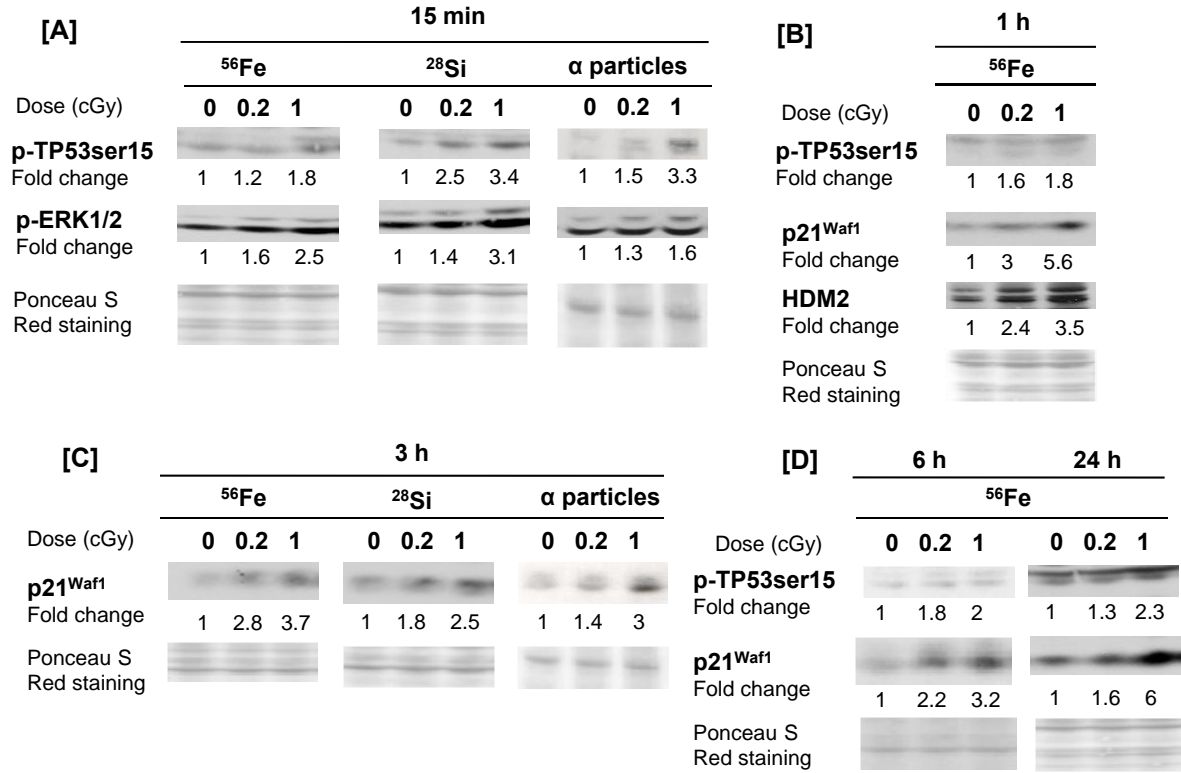 [A]
15 min
⁵⁶Fe ²⁸Si α particles
Dose (cGy) 0 0.2 1 0 0.2 1 0 0.2 1
p-TP53ser15
Fold change 1 1.2 1.8 1 2.5 3.4 1 1.5 3.3
p-ERK1/2
Fold change 1 1.6 2.5 1 1.4 3.1 1 1.3 1.6
Ponceau S
Red staining
[B]
1 h
⁵⁶Fe
Dose (cGy) 0 0.2 1
p-TP53ser15
Fold change 1 1.6 1.8
p21ᵂᵃᶠ¹
Fold change 1 3 5.6
HDM2
Fold change 1 2.4 3.5
Ponceau S
Red staining
[C]
3 h
⁵⁶Fe ²⁸Si α particles
Dose (cGy) 0 0.2 1 0 0.2 1 0 0.2 1
p21ᵂᵃᶠ¹
Fold change 1 2.8 3.7 1 1.8 2.5 1 1.4 3
Ponceau S
Red staining
[D]
6 h 24 h
⁵⁶Fe
Dose (cGy) 0 0.2 1 0 0.2 1
p-TP53ser15
Fold change 1 1.8 2 1 1.3 2.3
p21ᵂᵃᶠ¹
Fold change 1 2.2 3.2 1 1.6 6
Ponceau S
Red staining